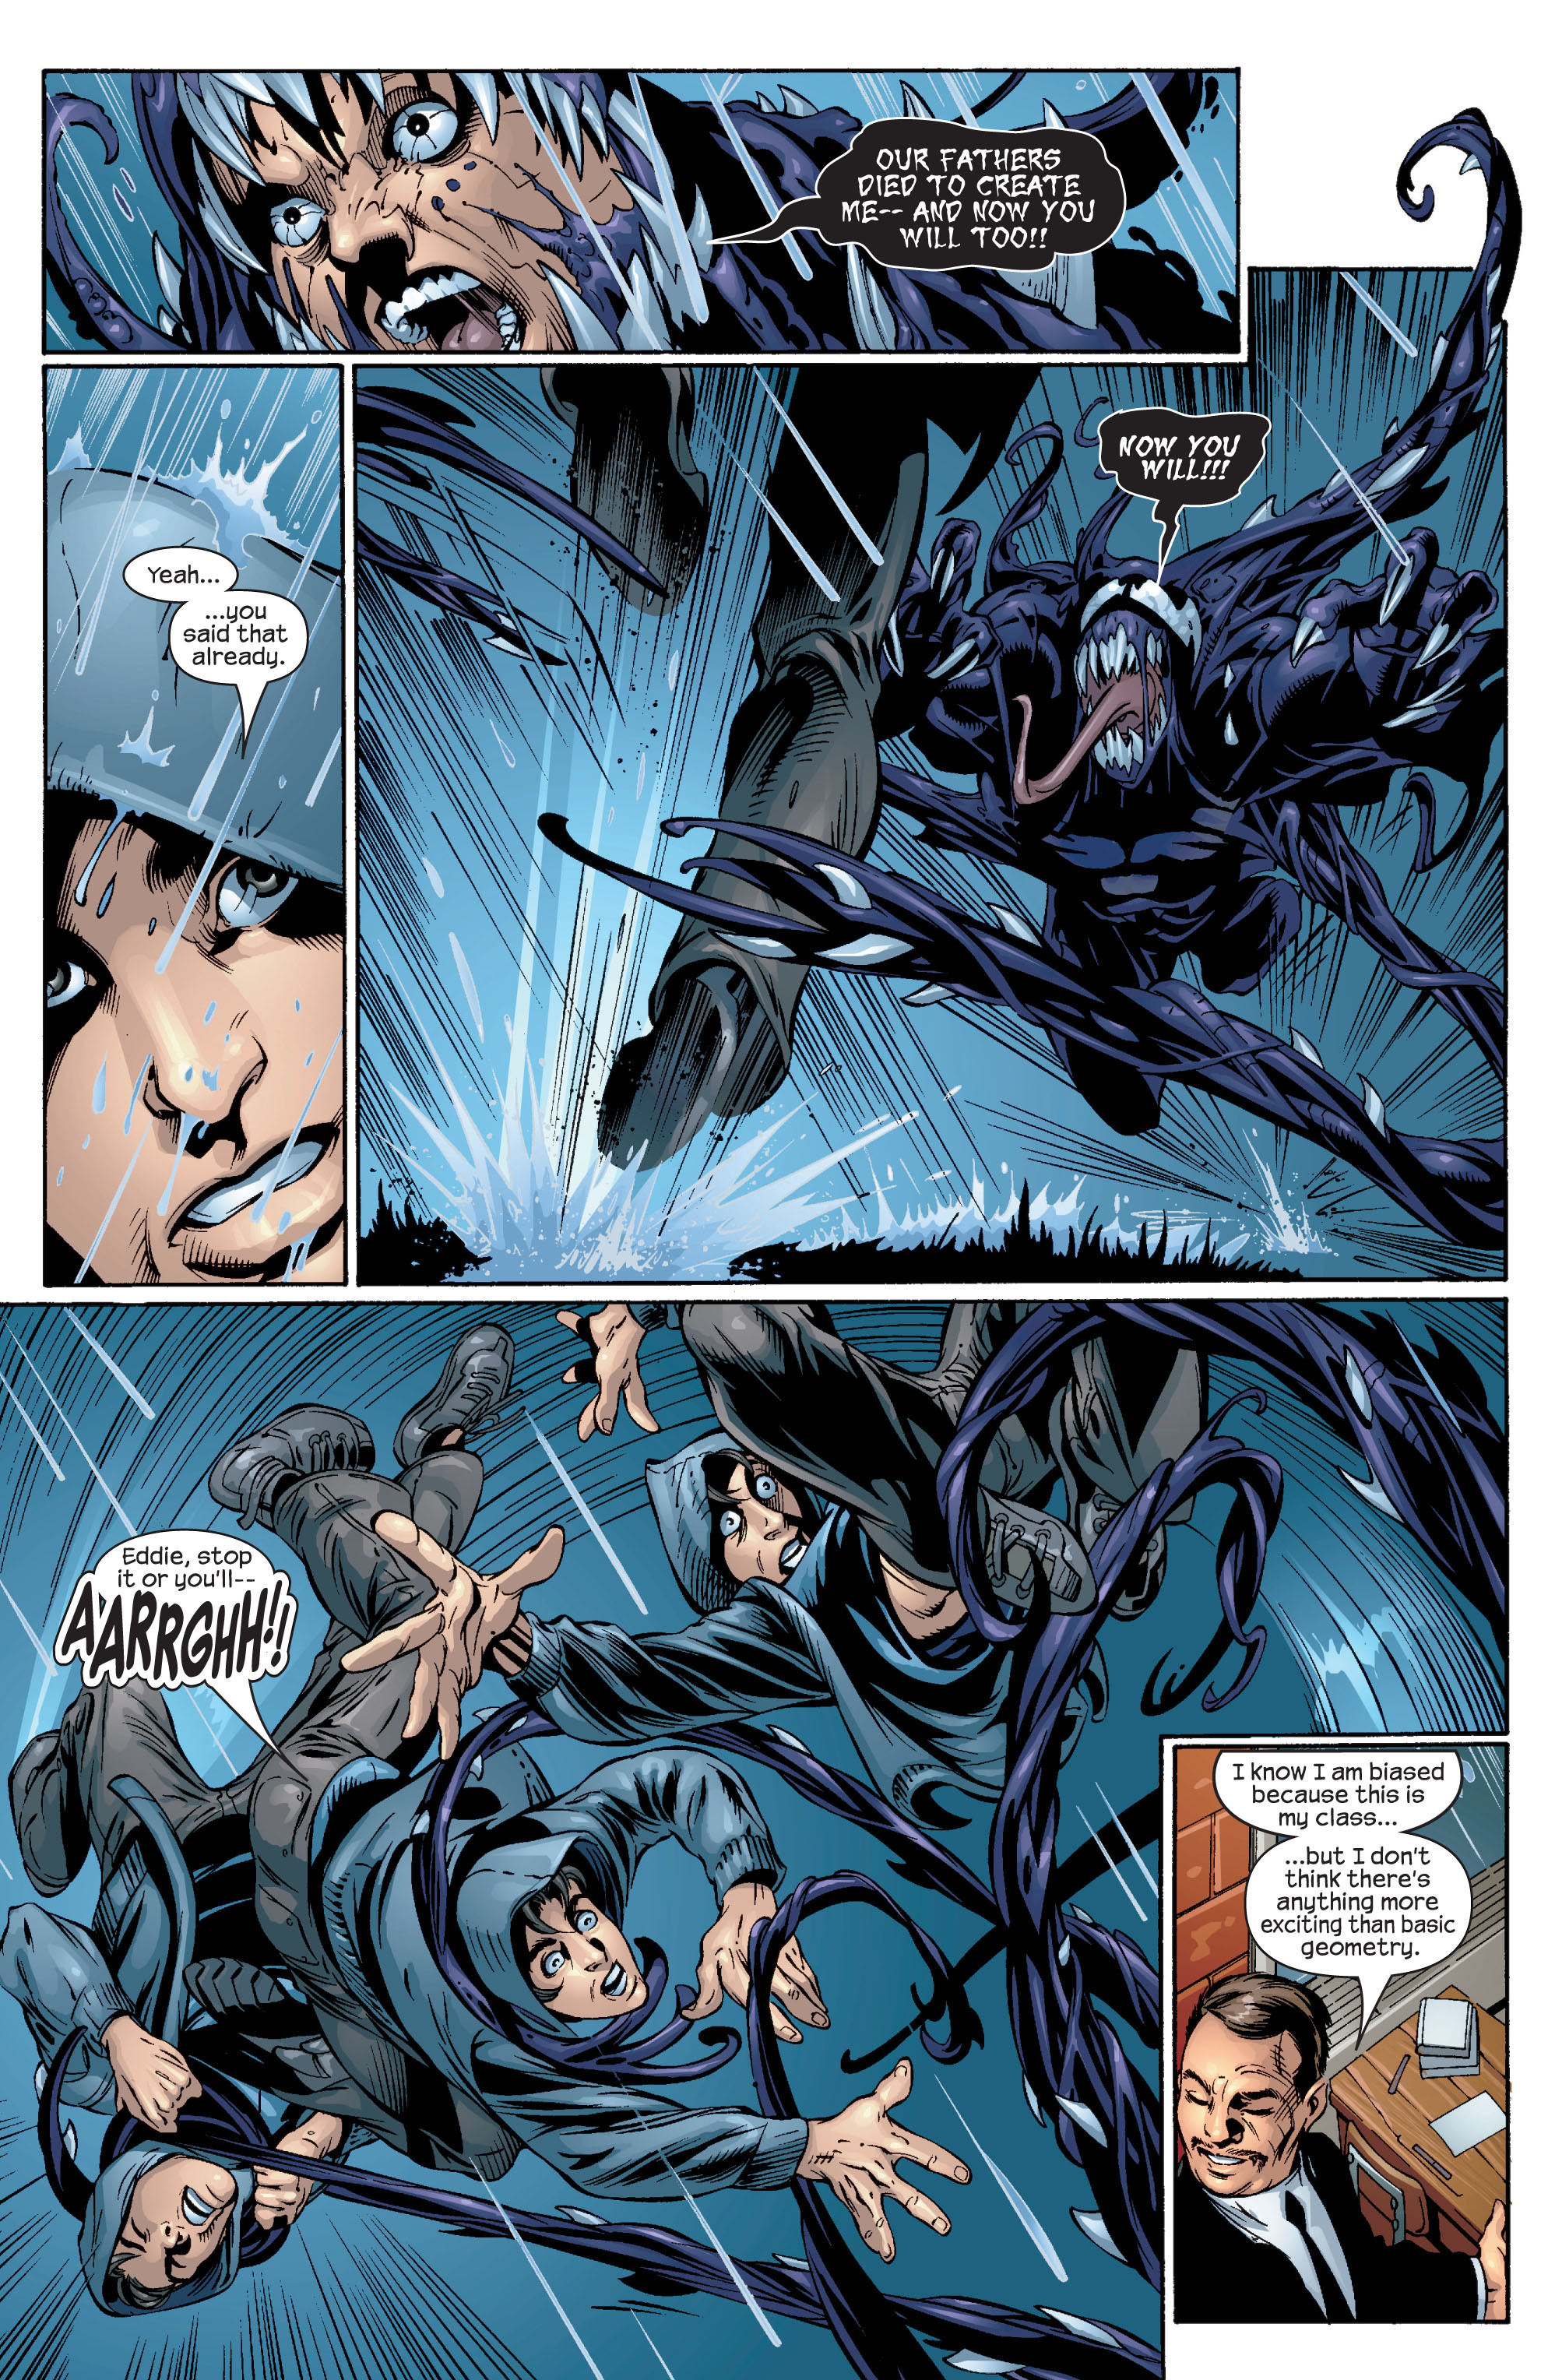 OUR FATHERS
DIED TO CREATE
ME-- AND NOW YOU
WILL TOO!!
Yeah...
...you
said that
already.
NOW YOU
WILL!!!
Eddie, stop
it or you'll--
AARRGHH!!
I know I am biased
because this is
my class...
...but I don't
think there's
anything more
exciting than basic
geometry.